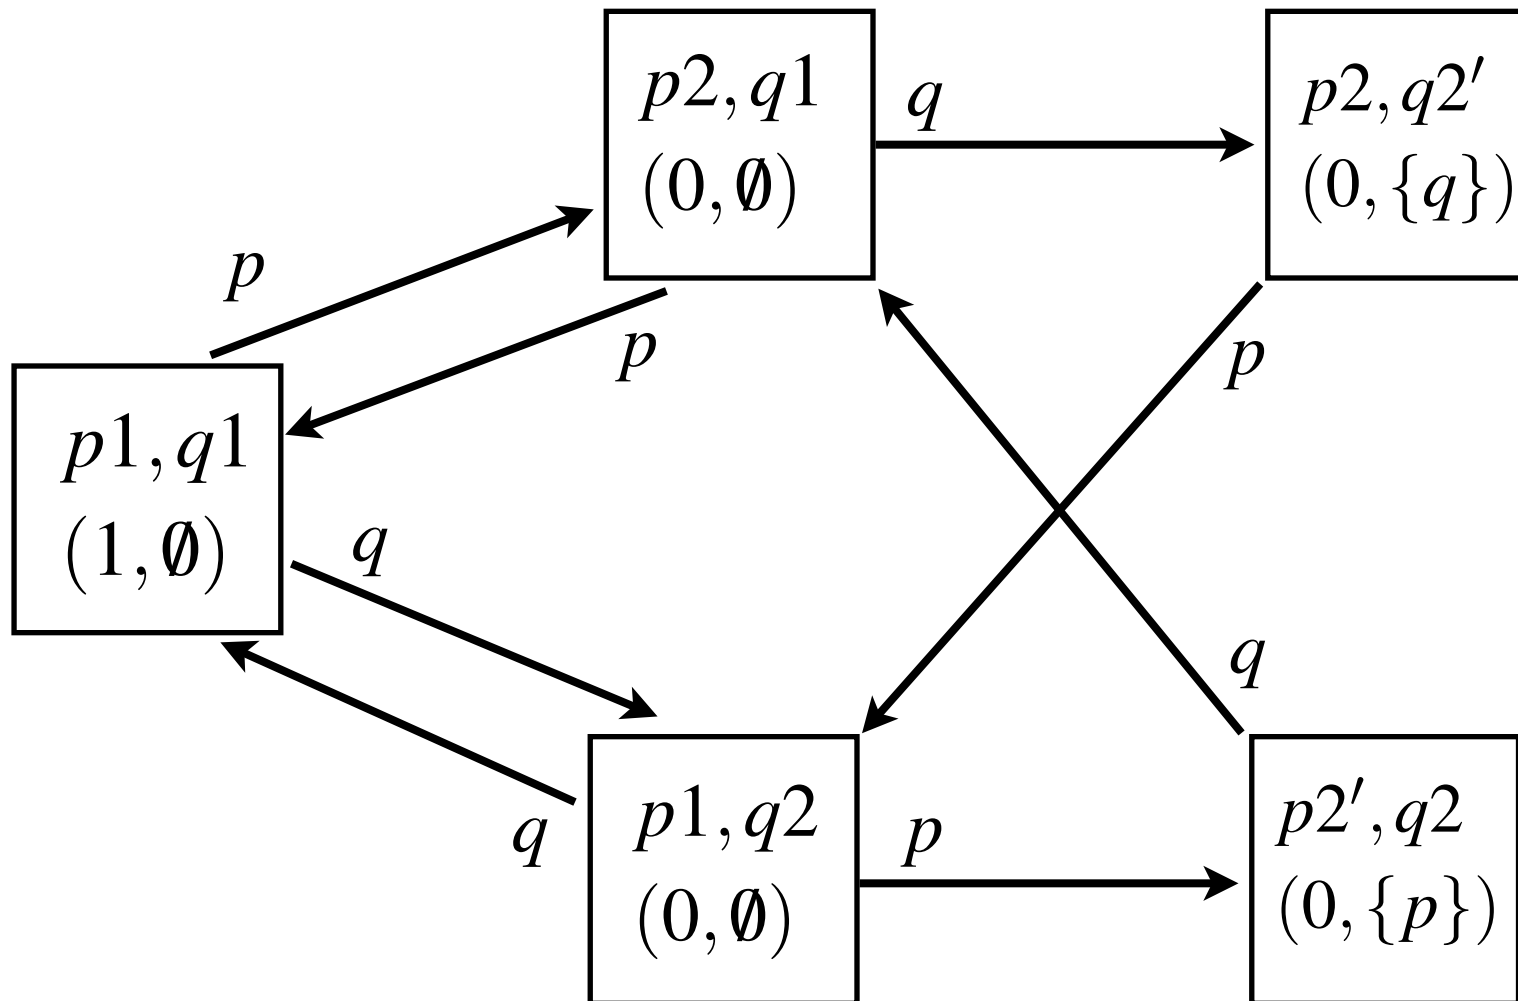 p2, q1
(0, ∅)
q
p2, q2′
(0, {q})
p
p
p
p1, q1
(1, ∅)
q
q
q
p1, q2
(0, ∅)
p
p2′, q2
(0, {p})